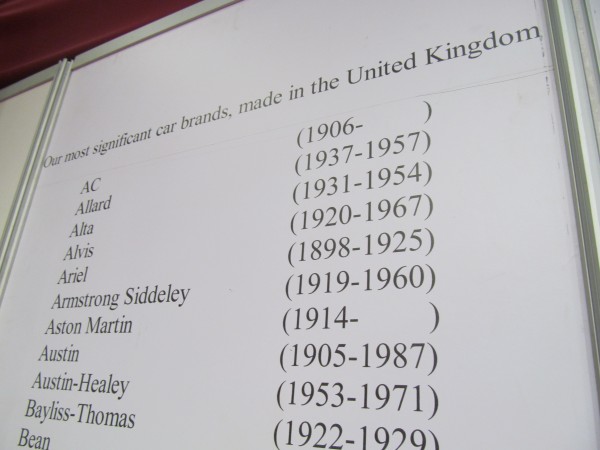 Our most significant car brands, made in the United Kingdom
AC (1906- )
Allard (1937-1957)
Alta (1931-1954)
Alvis (1920-1967)
Ariel (1898-1925)
Armstrong Siddeley (1919-1960)
Aston Martin (1914- )
Austin (1905-1987)
Austin-Healey (1953-1971)
Bayliss-Thomas (1922-1929)
Bean